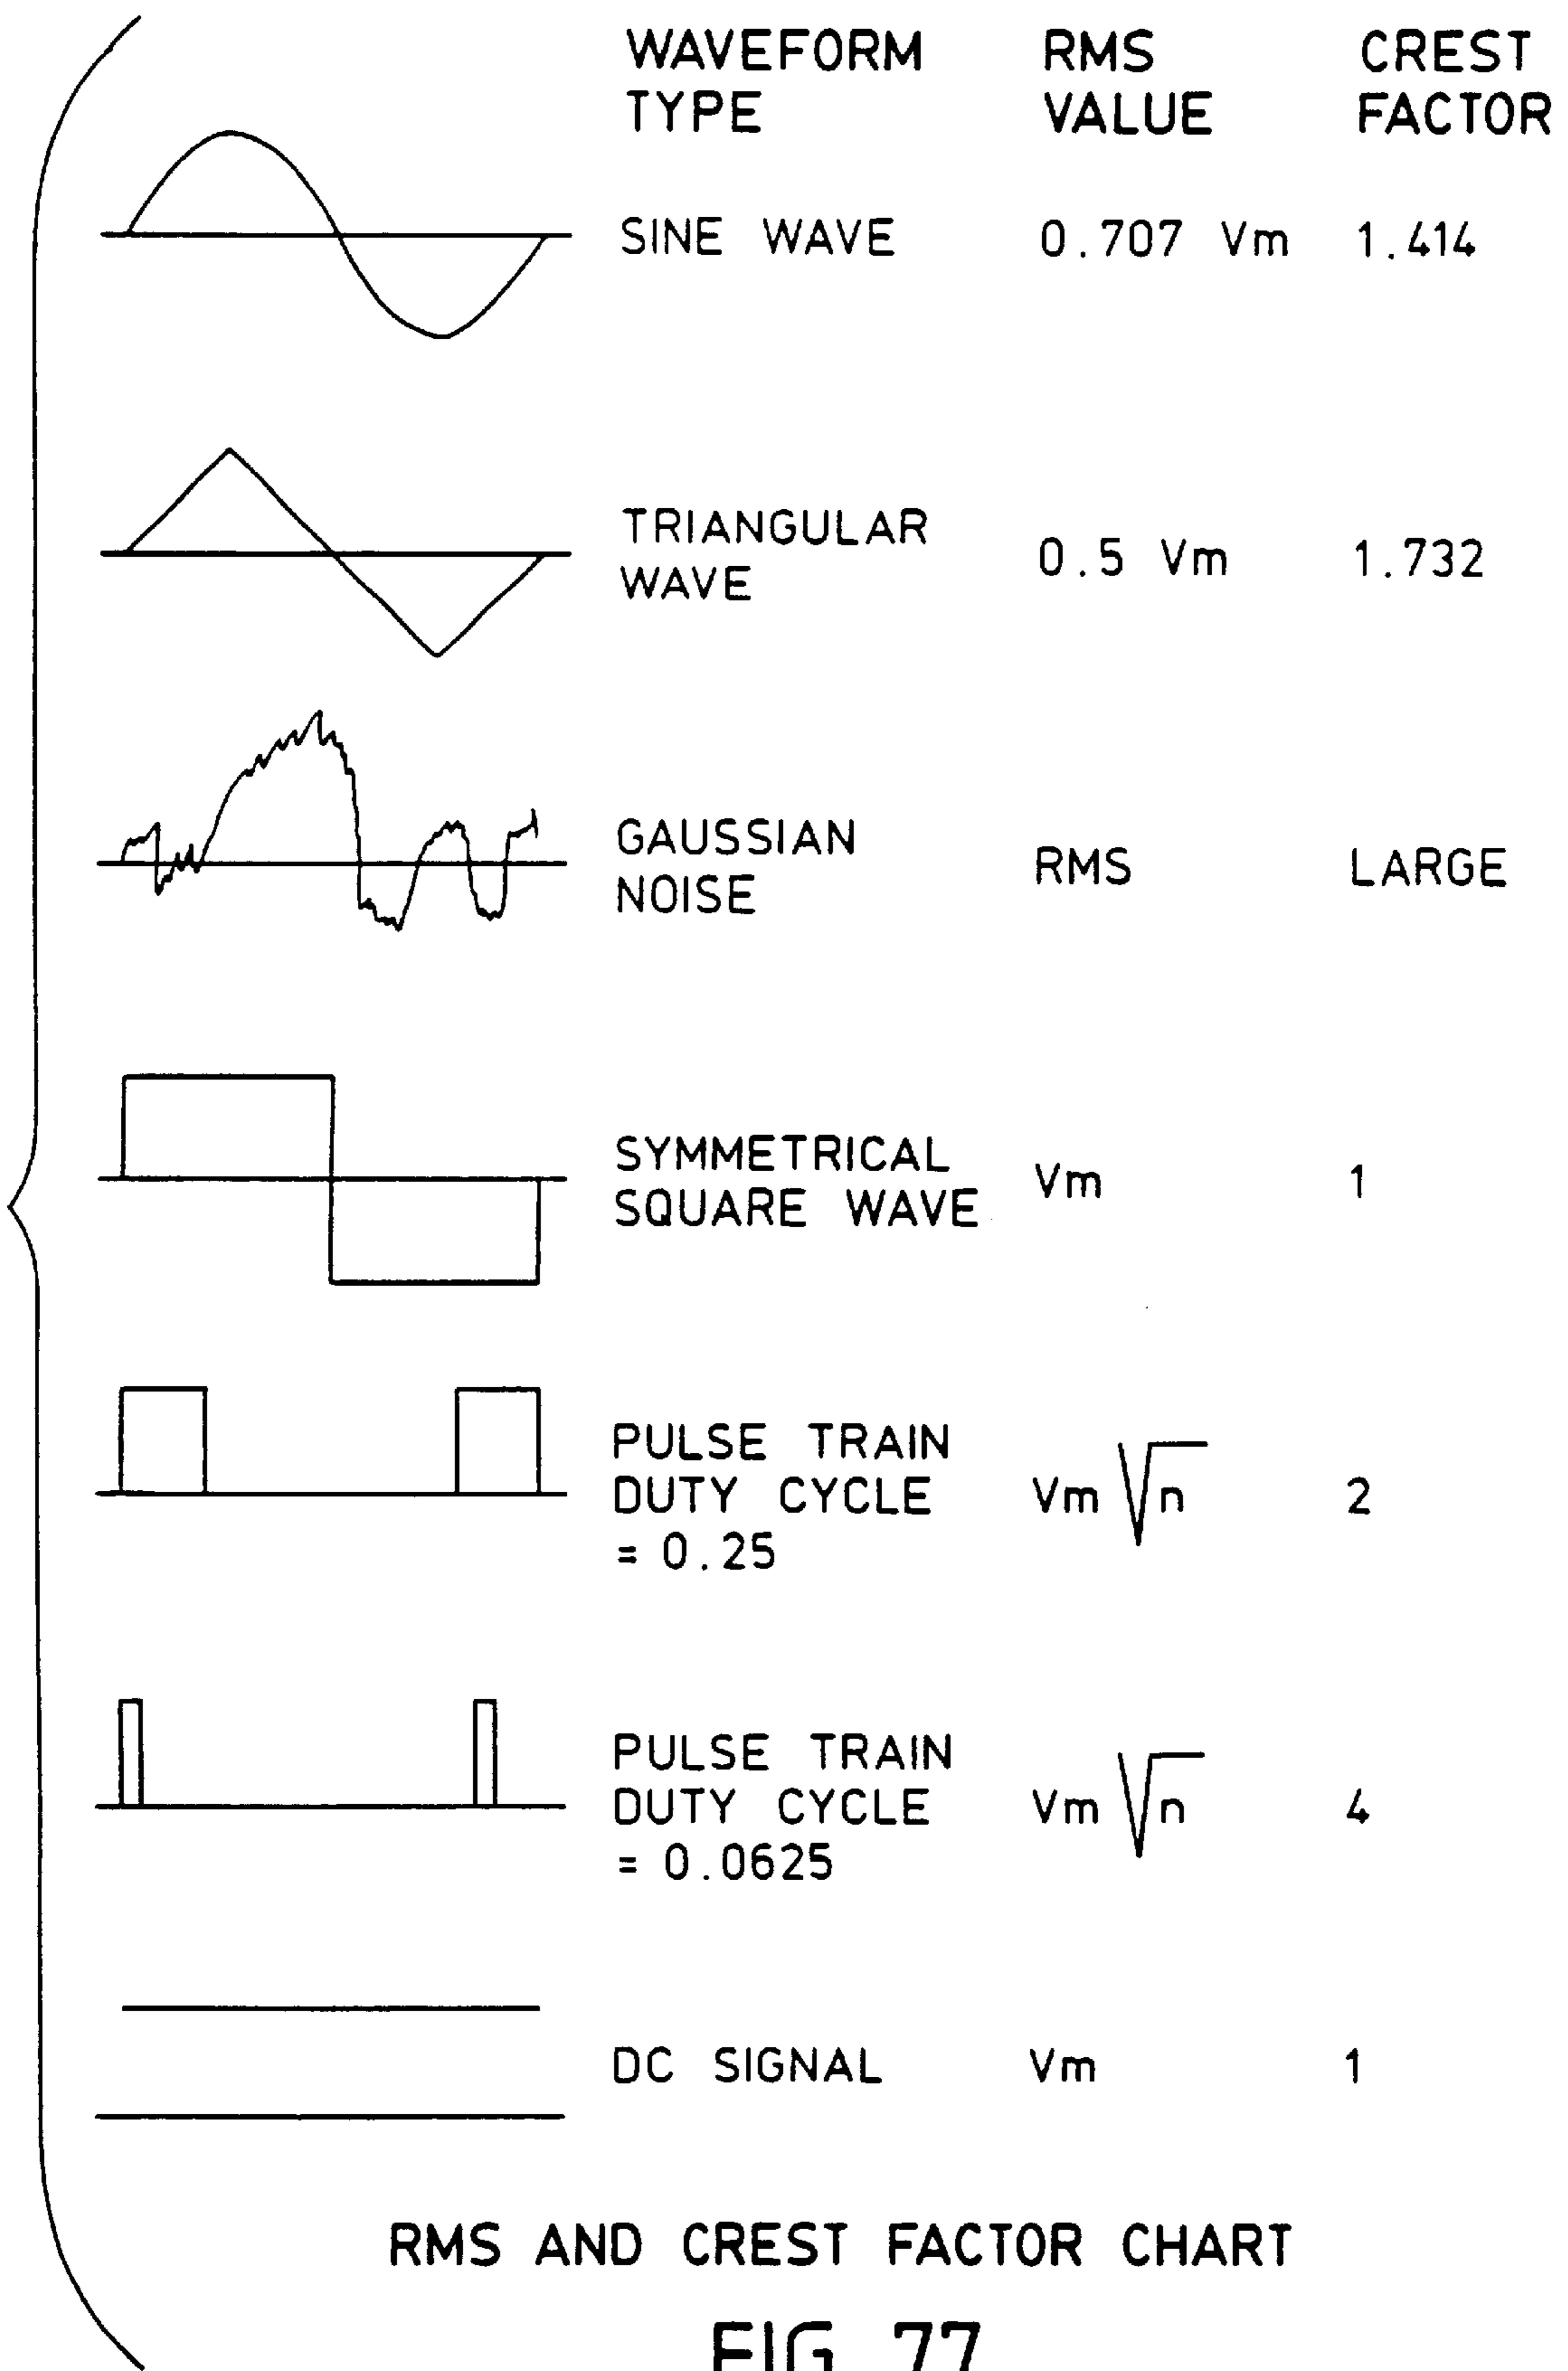 WAVEFORM TYPE RMS VALUE CREST FACTOR
SINE WAVE 0.707 Vm 1.414
TRIANGULAR WAVE 0.5 Vm 1.732
GAUSSIAN NOISE RMS LARGE
SYMMETRICAL SQUARE WAVE Vm 1
PULSE TRAIN DUTY CYCLE = 0.25 Vm √n 2
PULSE TRAIN DUTY CYCLE = 0.0625 Vm √n 4
DC SIGNAL Vm 1
RMS AND CREST FACTOR CHART
FIG 77